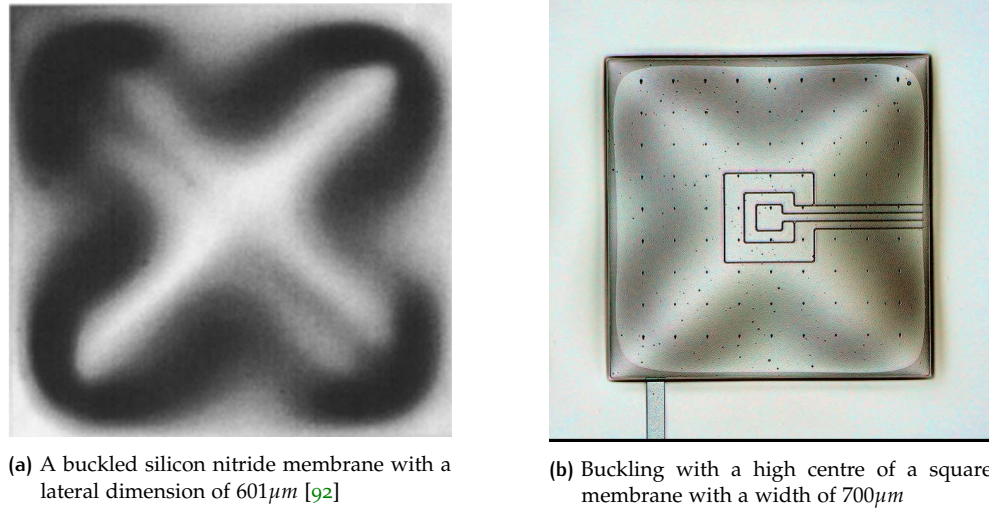 (a) A buckled silicon nitride membrane with a
lateral dimension of 601µm [92]
(b) Buckling with a high centre of a square
membrane with a width of 700µm